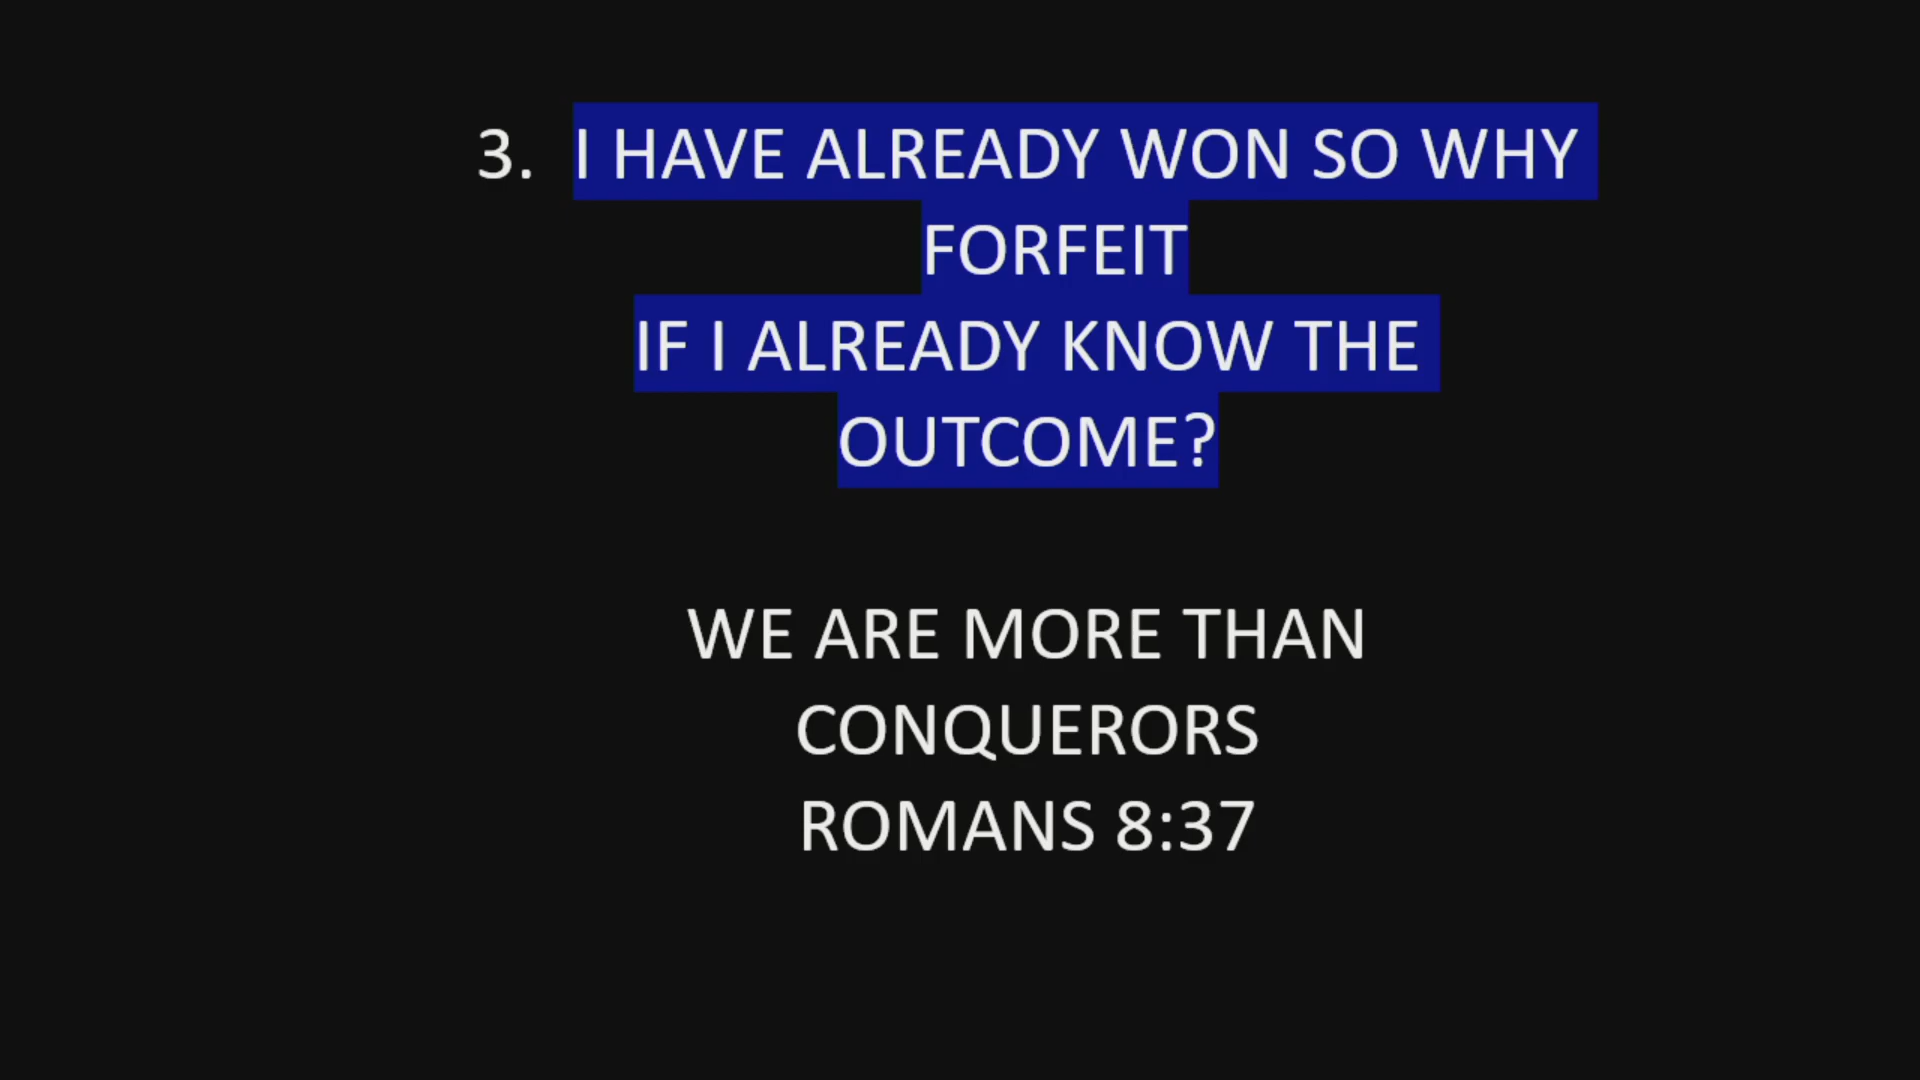 3. I HAVE ALREADY WON SO WHY
FORFEIT
IF I ALREADY KNOW THE
OUTCOME?
WE ARE MORE THAN
CONQUERORS
ROMANS 8:37